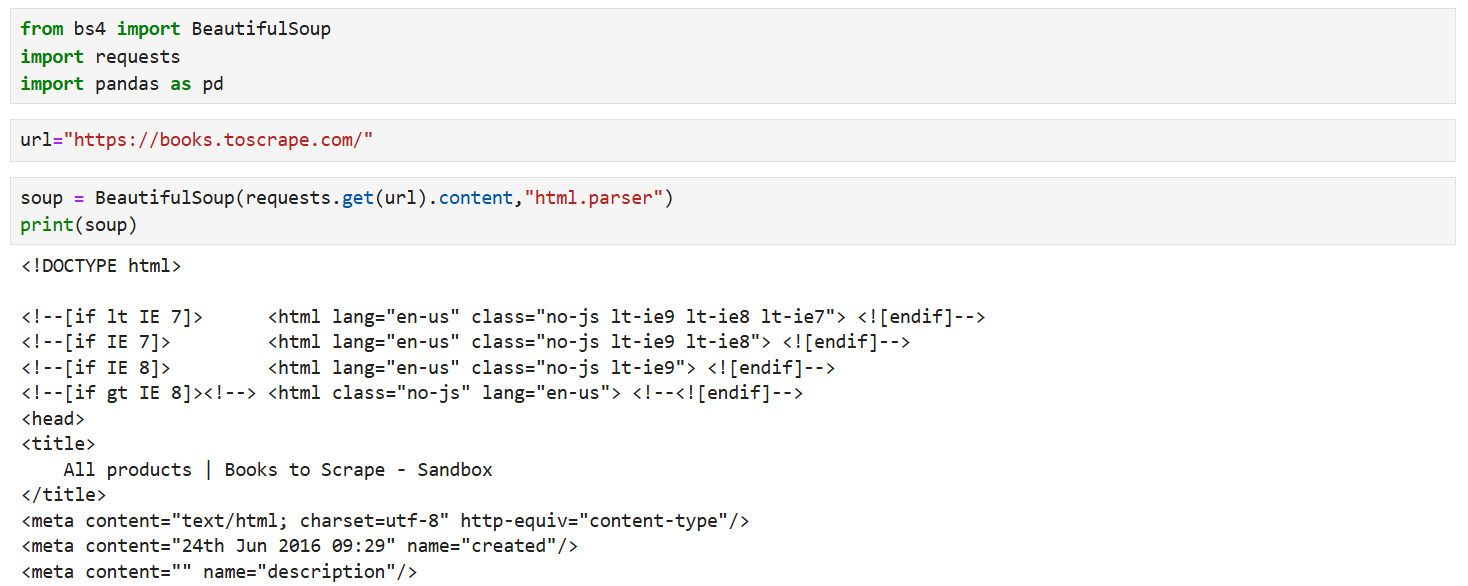 from bs4 import BeautifulSoup
import requests
import pandas as pd
url="https://books.toscrape.com/"
soup = BeautifulSoup(requests.get(url).content,"html.parser")
print(soup)
<!DOCTYPE html>
<!--[if lt IE 7]>      <html lang="en-us" class="no-js lt-ie9 lt-ie8 lt-ie7"> <![endif]-->
<!--[if IE 7]>         <html lang="en-us" class="no-js lt-ie9 lt-ie8"> <![endif]-->
<!--[if IE 8]>         <html lang="en-us" class="no-js lt-ie9"> <![endif]-->
<!--[if gt IE 8]><!--> <html class="no-js" lang="en-us"> <!--<![endif]-->
<head>
<title>
    All products | Books to Scrape - Sandbox
</title>
<meta content="text/html; charset=utf-8" http-equiv="content-type"/>
<meta content="24th Jun 2016 09:29" name="created"/>
<meta content="" name="description"/>